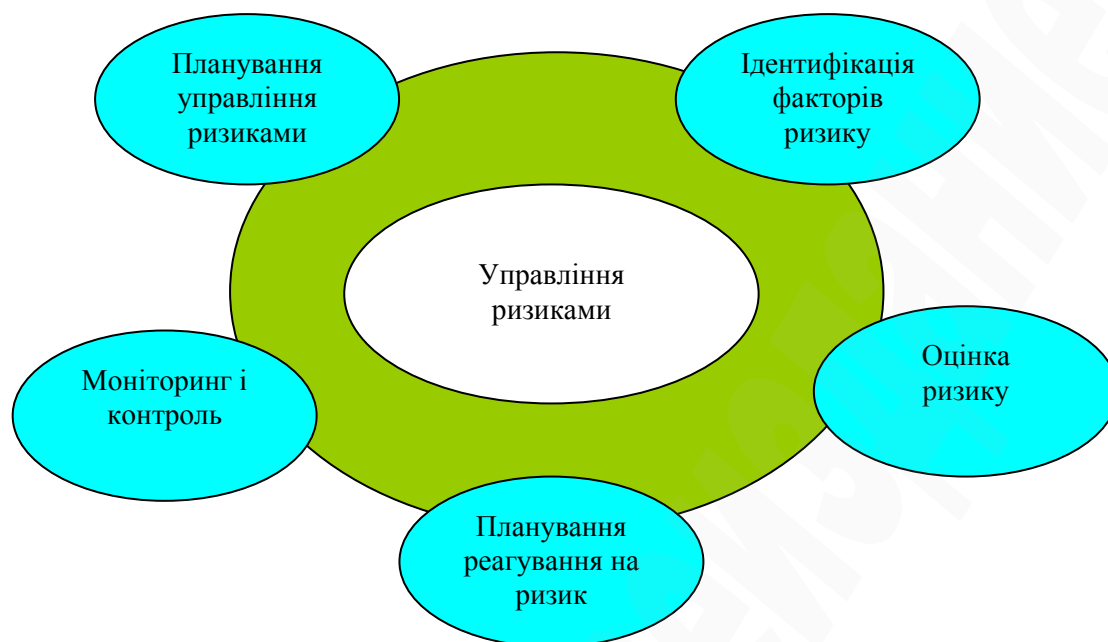 Планування
управління
ризиками
Ідентифікація
факторів
ризику
Управління
ризиками
Оцінка
ризику
Моніторинг і
контроль
Планування
реагування на
ризик